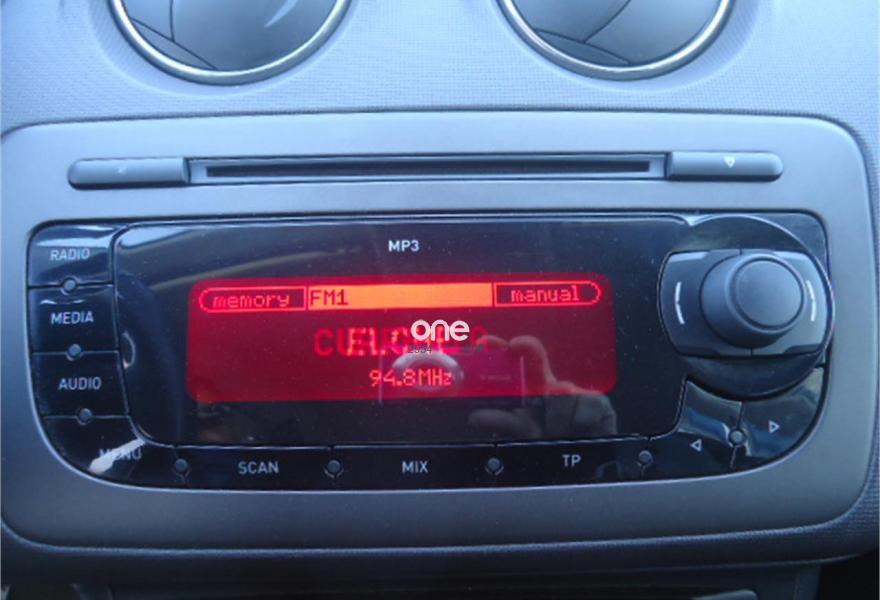 MP3
RADIO
memory FM1 manual
MEDIA
one
94.8MHz
AUDIO
MENU
SCAN MIX TP